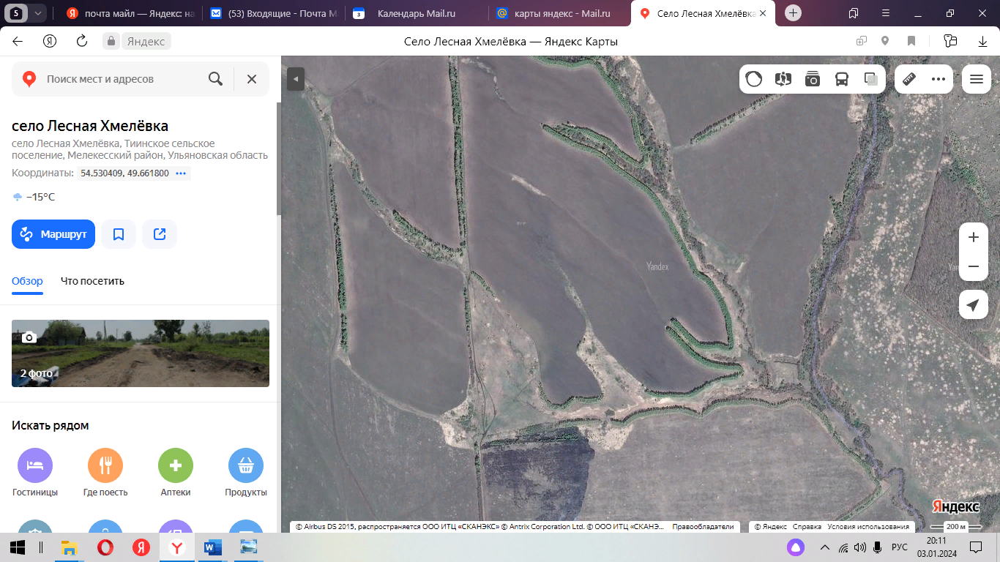 5
почта майл — Яндекс: на
(53) Входящие - Почта М
3
Календарь Mail.ru
карты яндекс - Mail.ru
Село Лесная Хмелёвка
Яндекс
Село Лесная Хмелёвка — Яндекс Карты
Поиск мест и адресов
село Лесная Хмелёвка
село Лесная Хмелёвка, Тиинское сельское
поселение, Мелекесский район, Ульяновская область
Координаты: 54.530409, 49.661800
−15°C
Маршрут
Обзор
Что посетить
2 фото
Искать рядом
Гостиницы
Где поесть
Аптеки
Продукты
Yandex
Yan
Яндекс
© Airbus DS 2015, распространяется ООО ИТЦ «СКАНЭКС» © Antrix Corporation Ltd. © ООО ИТЦ «СКАНЭ...
Правообладатели
© Яндекс Справка Условия использования
200 м
W
РУС
20:11
03.01.2024